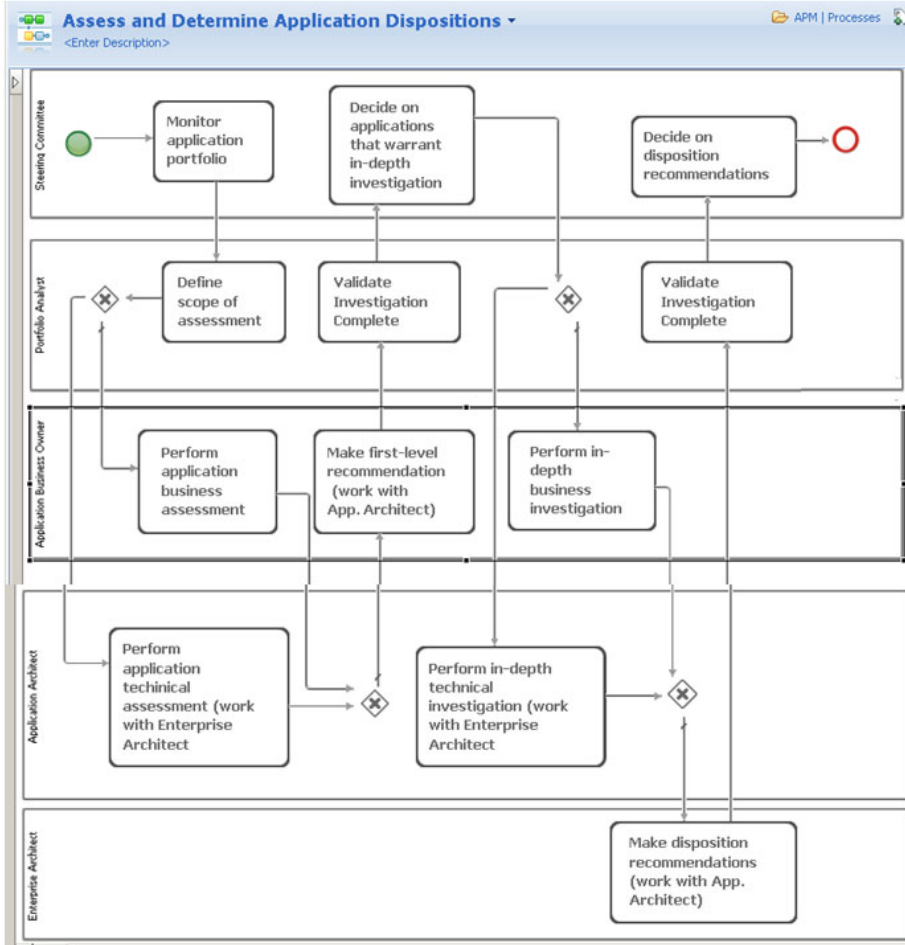 Assess and Determine Application Dispositions
<Enter Description>
APM | Processes
Steering Committee
Monitor
application
portfolio
Decide on
applications
that warrant
in-depth
investigation
Decide on
disposition
recommendations
Portfolio Analyst
Define
scope of
assessment
Validate
Investigation
Complete
Validate
Investigation
Complete
Application Business Owner
Perform
application
business
assessment
Make first-level
recommendation
(work with
App. Architect)
Perform in-
depth
business
investigation
Application Architect
Perform
application
techinical
assessment (work
with Enterprise
Architect
Perform in-depth
technical
investigation (work
with Enterprise
Architect
Enterprise Architect
Make disposition
recommendations
(work with App.
Architect)